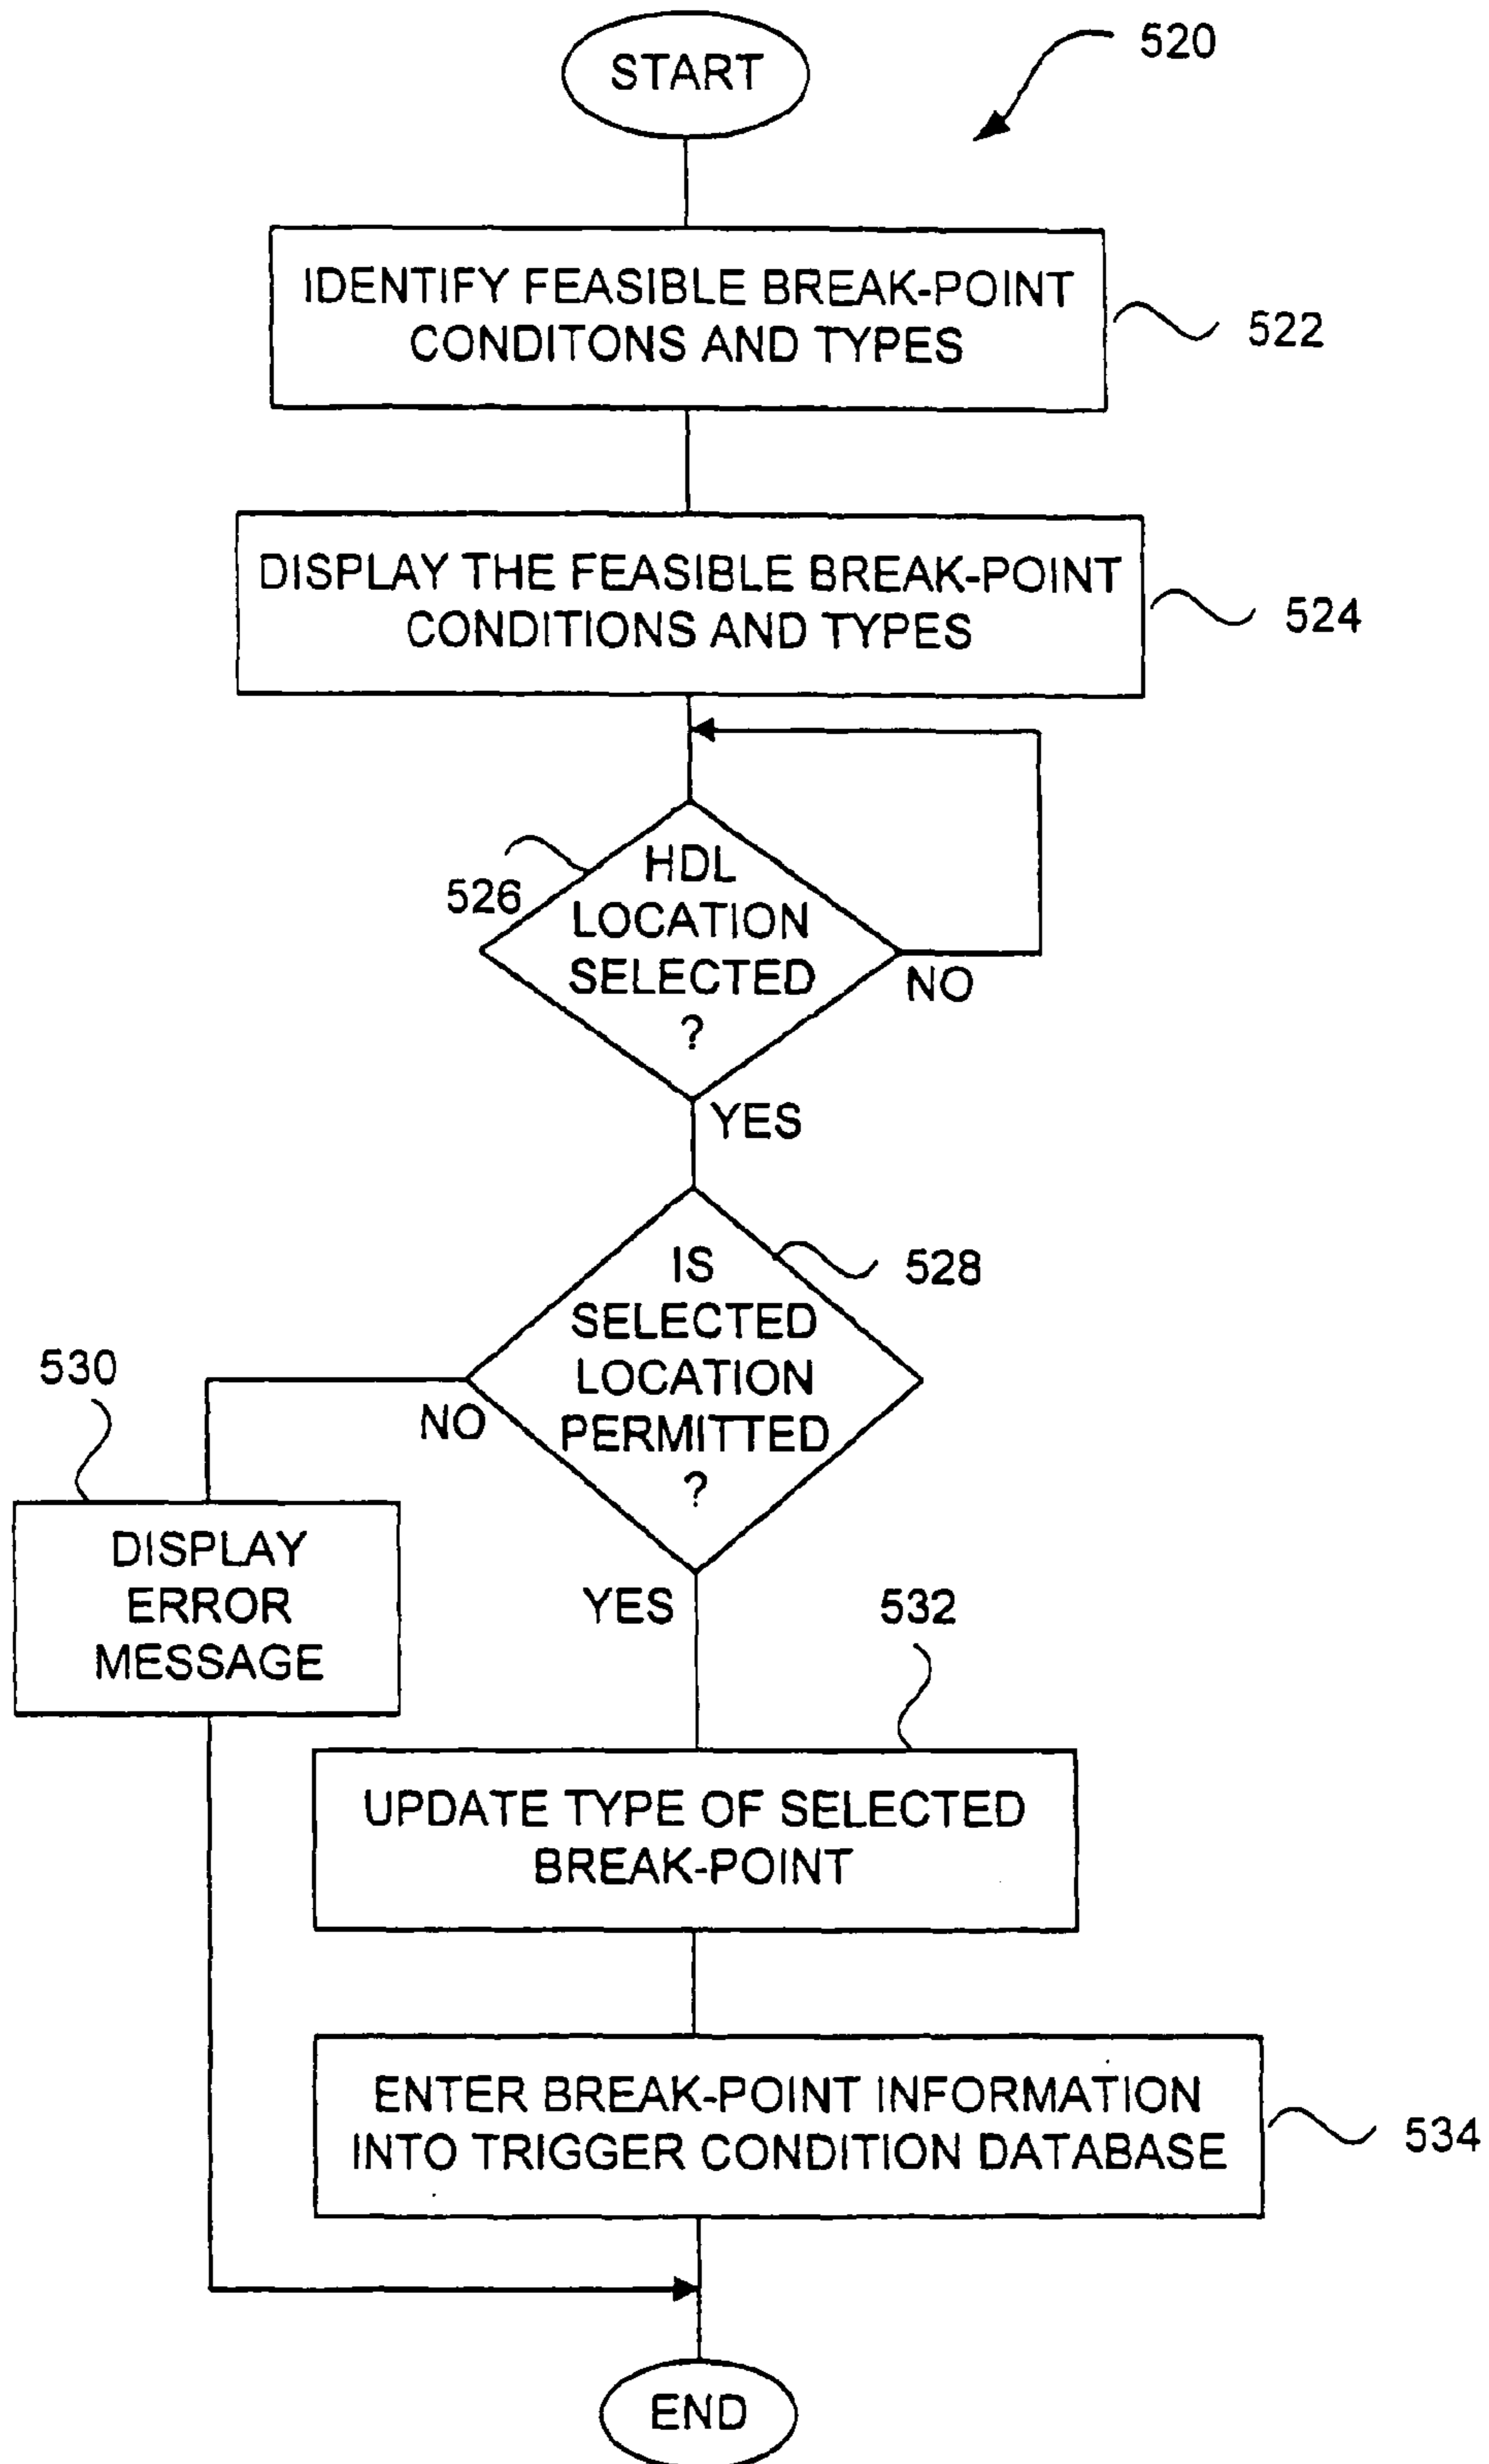 START
520
IDENTIFY FEASIBLE BREAK-POINT
CONDITONS AND TYPES
522
DISPLAY THE FEASIBLE BREAK-POINT
CONDITIONS AND TYPES
524
526
HDL
LOCATION
SELECTED
?
NO
YES
IS
SELECTED
LOCATION
PERMITTED
?
528
530
NO
DISPLAY
ERROR
MESSAGE
YES
532
UPDATE TYPE OF SELECTED
BREAK-POINT
ENTER BREAK-POINT INFORMATION
INTO TRIGGER CONDITION DATABASE
534
END